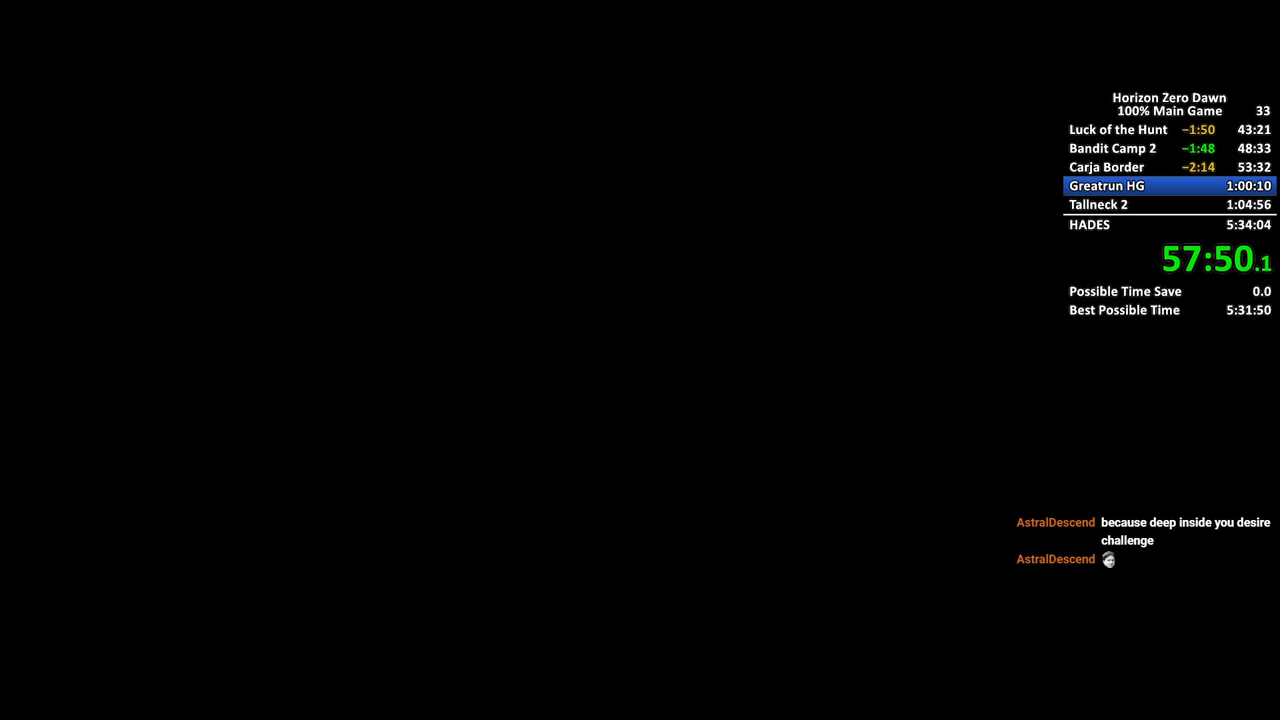 Horizon Zero Dawn
100% Main Game 33
Luck of the Hunt −1:50 43:21
Bandit Camp 2 −1:48 48:33
Carja Border −2:14 53:32
Greatrun HG 1:00:10
Tallneck 2 1:04:56
HADES 5:34:04
57:50.1
Possible Time Save 0.0
Best Possible Time 5:31:50
AstralDescend because deep inside you desire
challenge
AstralDescend